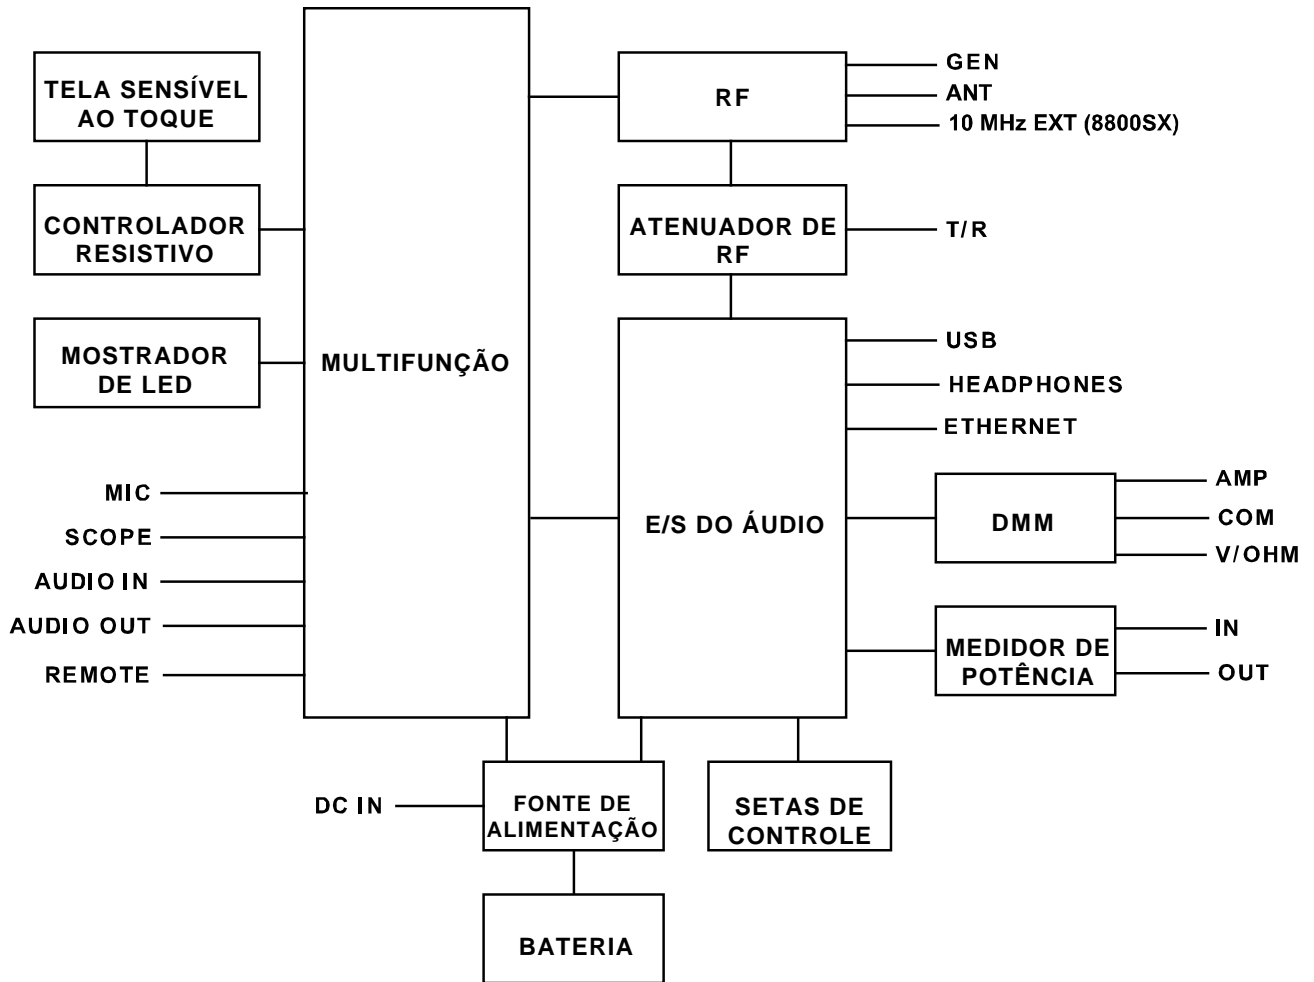 TELA SENSÍVEL
AO TOQUE
CONTROLADOR
RESISTIVO
MOSTRADOR
DE LED
MIC
SCOPE
AUDIO IN
AUDIO OUT
REMOTE
MULTIFUNÇÃO
RF
GEN
ANT
10 MHz EXT (8800SX)
ATENUADOR DE
RF
T/R
E/S DO ÁUDIO
USB
HEADPHONES
ETHERNET
DMM
AMP
COM
V/OHM
MEDIDOR DE
POTÊNCIA
IN
OUT
DC IN
FONTE DE
ALIMENTAÇÃO
SETAS DE
CONTROLE
BATERIA